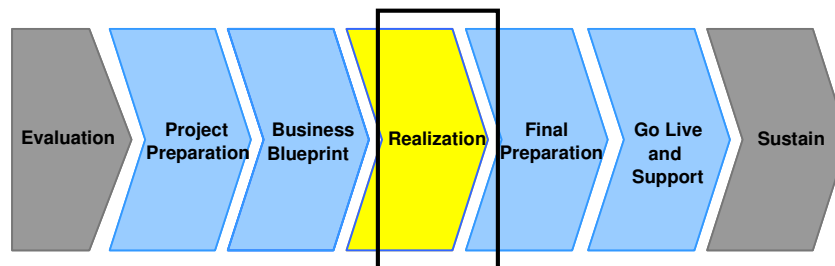 Evaluation
Project
Preparation
Business
Blueprint
Realization
Final
Preparation
Go Live
and
Support
Sustain